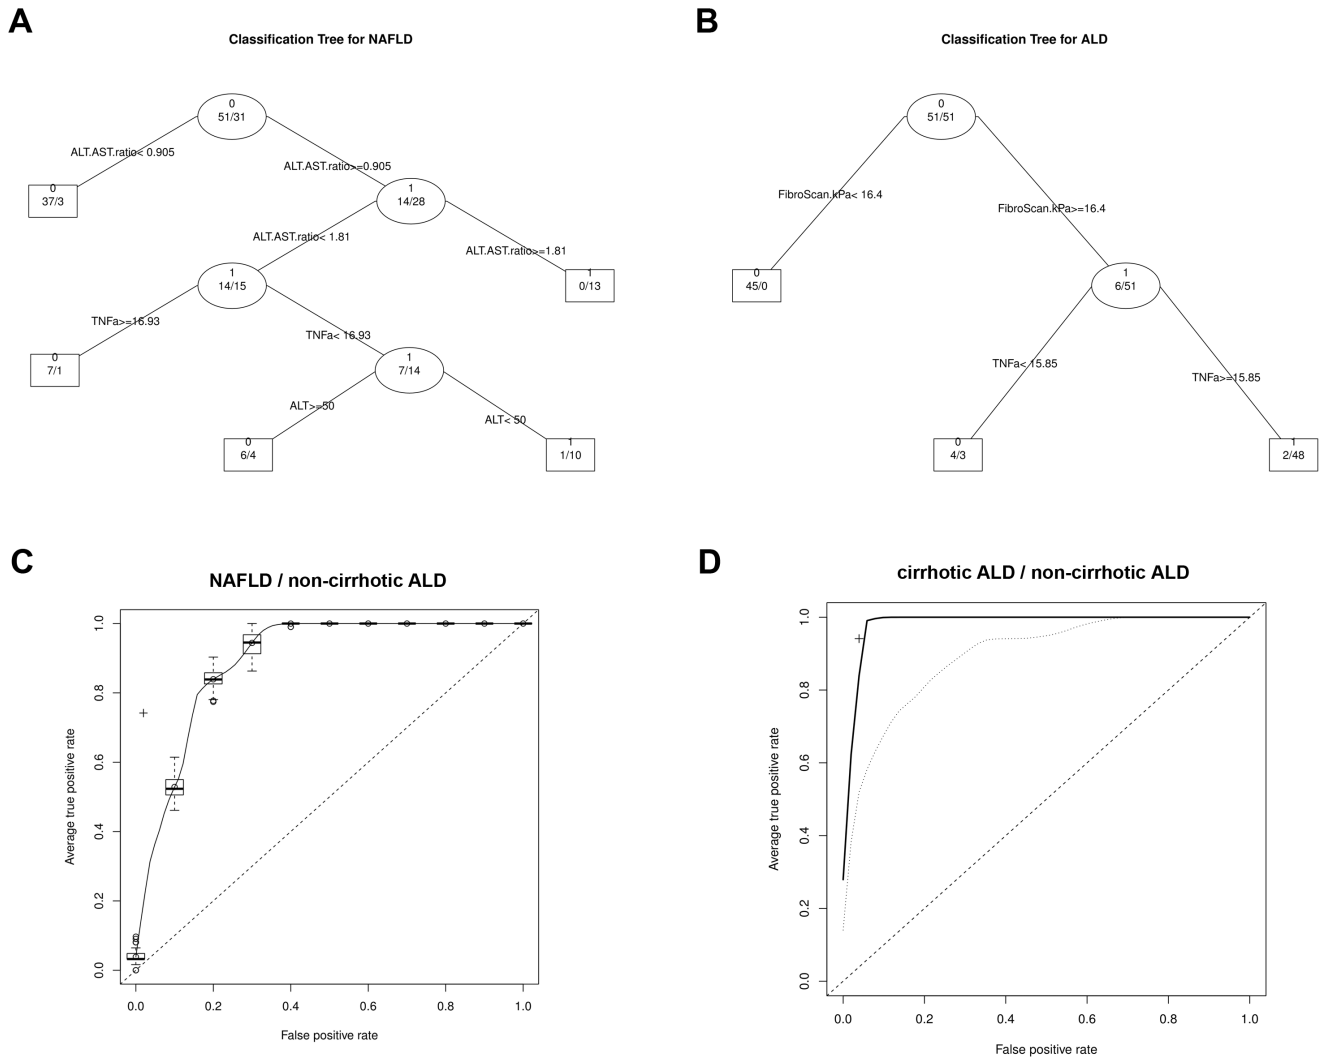 A
Classification Tree for NAFLD
0
51/31
ALT.AST.ratio< 0.905
ALT.AST.ratio>=0.905
0
37/3
1
14/28
ALT.AST.ratio< 1.81
ALT.AST.ratio>=1.81
1
14/15
1
0/13
TNFa>=16.93
TNFa< 16.93
0
7/1
1
7/14
ALT>=50
ALT< 50
0
6/4
1
1/10
B
Classification Tree for ALD
0
51/51
FibroScan.kPa< 16.4
FibroScan.kPa>=16.4
0
45/0
1
6/51
TNFa< 15.85
TNFa>=15.85
0
4/3
1
2/48
C
NAFLD / non-cirrhotic ALD
Average true positive rate
1.0
0.8
0.6
0.4
0.2
0.0
0.0 0.2 0.4 0.6 0.8 1.0
False positive rate
D
cirrhotic ALD / non-cirrhotic ALD
Average true positive rate
1.0
0.8
0.6
0.4
0.2
0.0
0.0 0.2 0.4 0.6 0.8 1.0
False positive rate